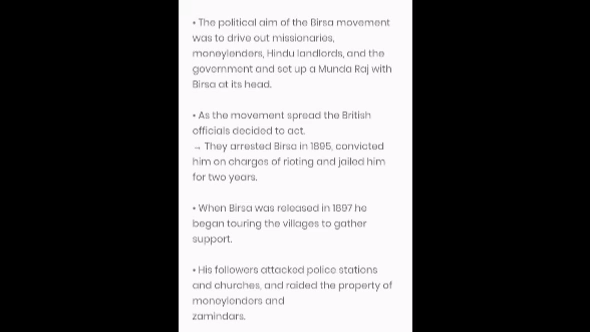 • The political aim of the Birsa movement
was to drive out missionaries,
moneylenders, Hindu landlords, and the
government and set up a Munda Raj with
Birsa at its head.
• As the movement spread the British
officials decided to act.
→ They arrested Birsa in 1895, convicted
him on charges of rioting and jailed him
for two years.
• When Birsa was released in 1897 he
began touring the villages to gather
support.
• His followers attacked police stations
and churches, and raided the property of
moneylenders and
zamindars.